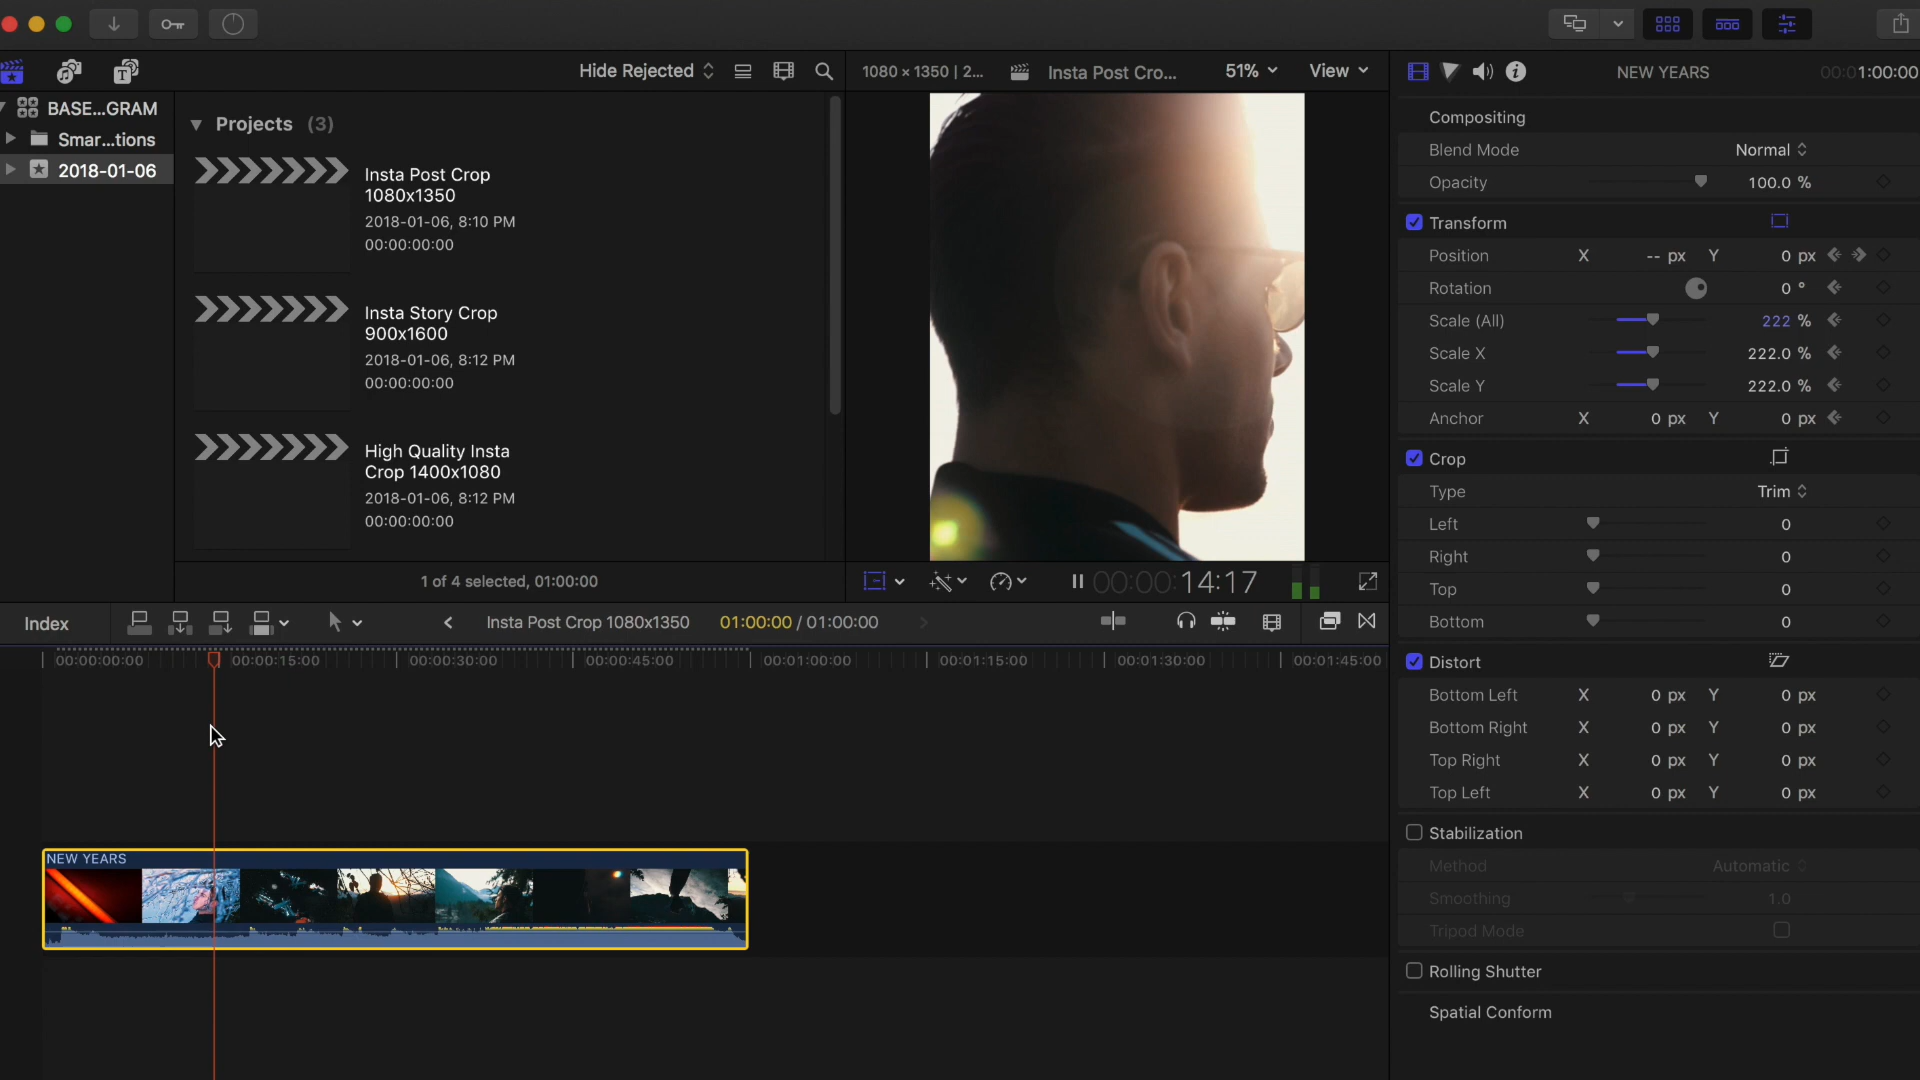 Hide Rejected
1080 × 1350 | 2...
Insta Post Cro...
51%
View
NEW YEARS
00:01:00:00
BASE...GRAM
Smar...tions
2018-01-06
Projects (3)
Insta Post Crop
1080x1350
2018-01-06, 8:10 PM
00:00:00:00
Insta Story Crop
900x1600
2018-01-06, 8:12 PM
00:00:00:00
High Quality Insta
Crop 1400x1080
2018-01-06, 8:12 PM
00:00:00:00
1 of 4 selected, 01:00:00
00:00:14:17
Compositing
Blend Mode Normal
Opacity 100.0 %
Transform
Position X -- px Y 0 px
Rotation 0 °
Scale (All) 222 %
Scale X 222.0 %
Scale Y 222.0 %
Anchor X 0 px Y 0 px
Crop
Type Trim
Left 0
Right 0
Top 0
Bottom 0
Distort
Bottom Left X 0 px Y 0 px
Bottom Right X 0 px Y 0 px
Top Right X 0 px Y 0 px
Top Left X 0 px Y 0 px
Stabilization
Method Automatic
Smoothing 1.0
Tripod Mode
Rolling Shutter
Spatial Conform
Index
Insta Post Crop 1080x1350
01:00:00 / 01:00:00
00:00:00:00 00:00:15:00 00:00:30:00 00:00:45:00 00:01:00:00 00:01:15:00 00:01:30:00 00:01:45:00
NEW YEARS